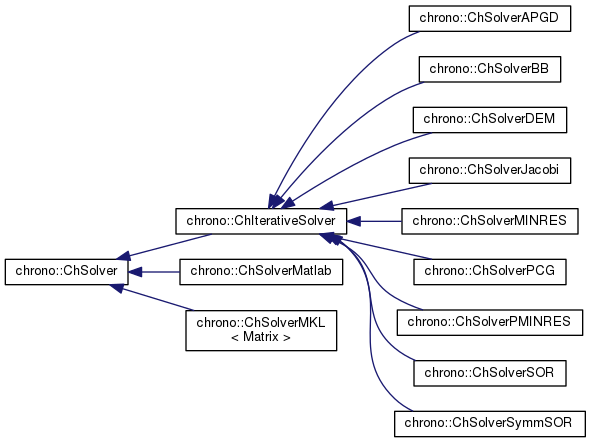 chrono::ChSolverAPGD
chrono::ChSolverBB
chrono::ChSolverDEM
chrono::ChSolverJacobi
chrono::ChIterativeSolver
chrono::ChSolverMINRES
chrono::ChSolver
chrono::ChSolverMatlab
chrono::ChSolverPCG
chrono::ChSolverMKL
< Matrix >
chrono::ChSolverPMINRES
chrono::ChSolverSOR
chrono::ChSolverSymmSOR